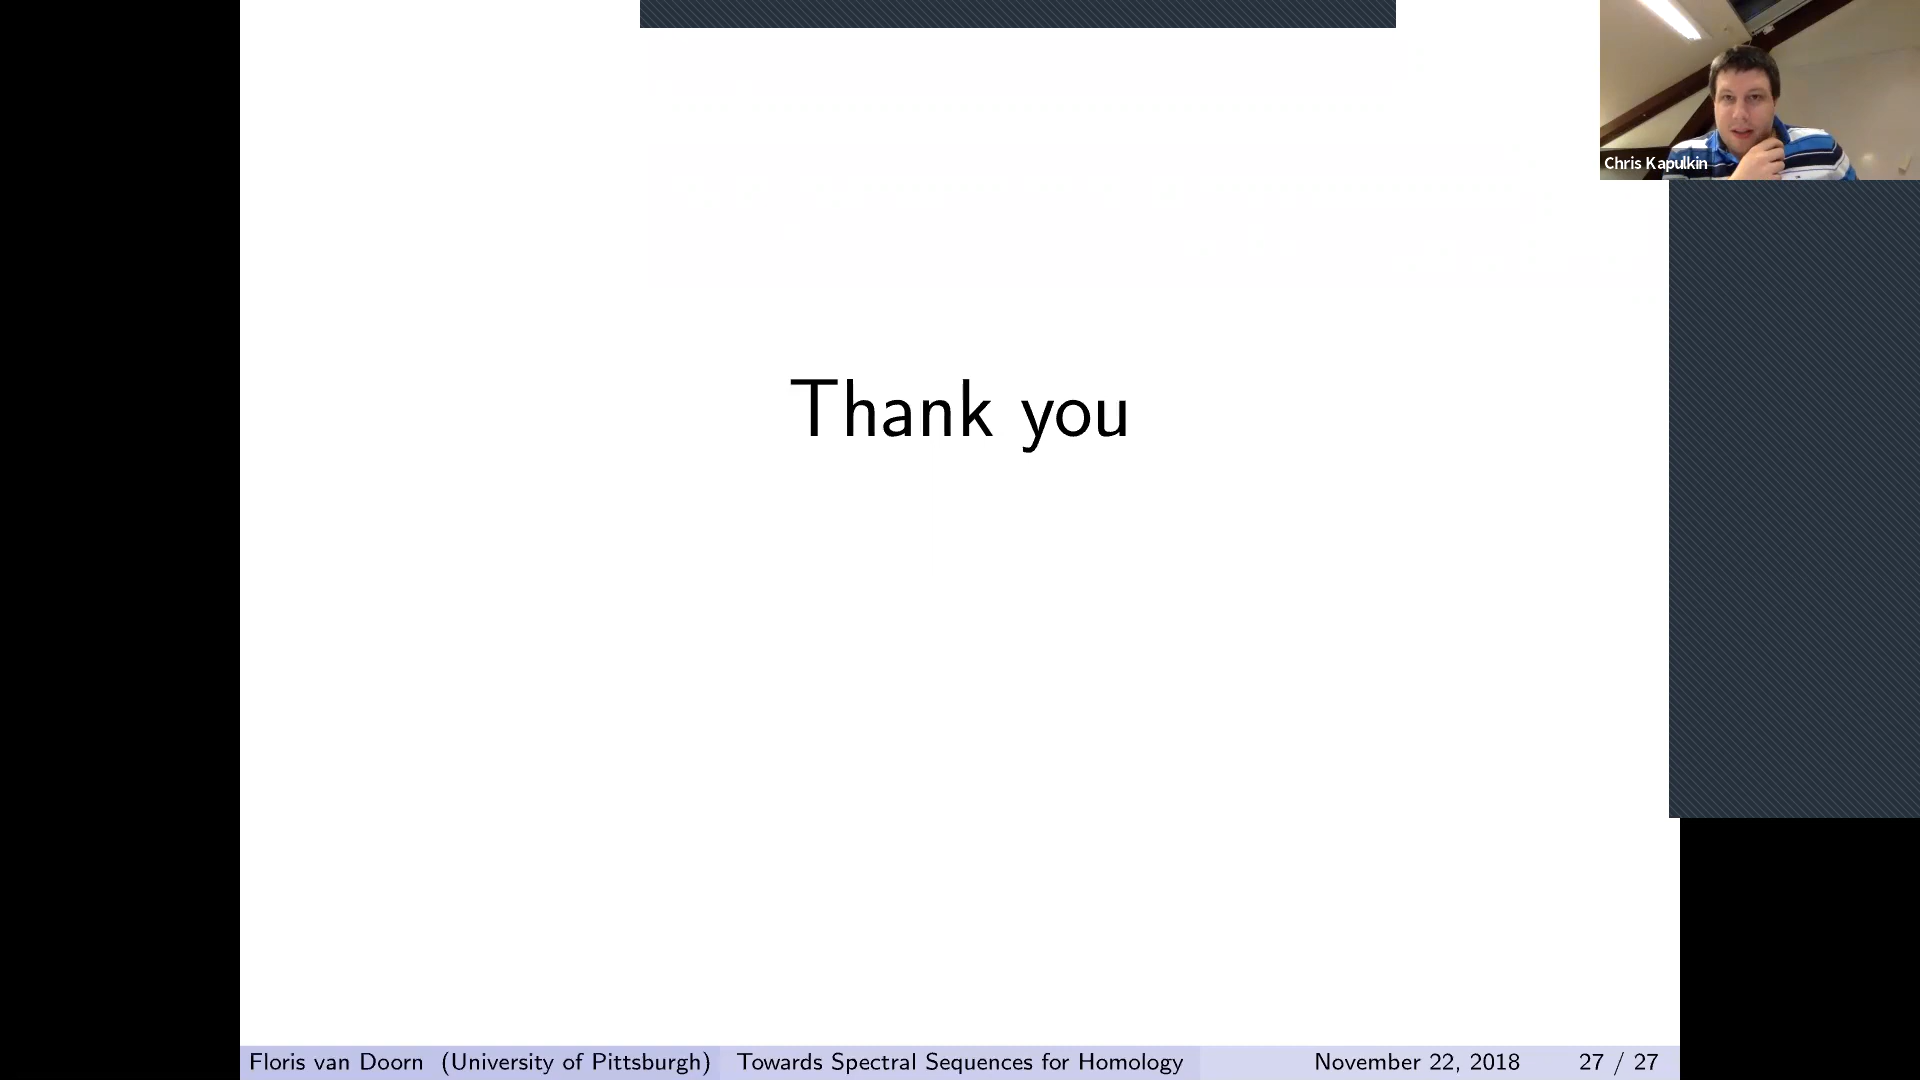 Chris Kapulkin
Thank you
Floris van Doorn (University of Pittsburgh) Towards Spectral Sequences for Homology November 22, 2018 27 / 27